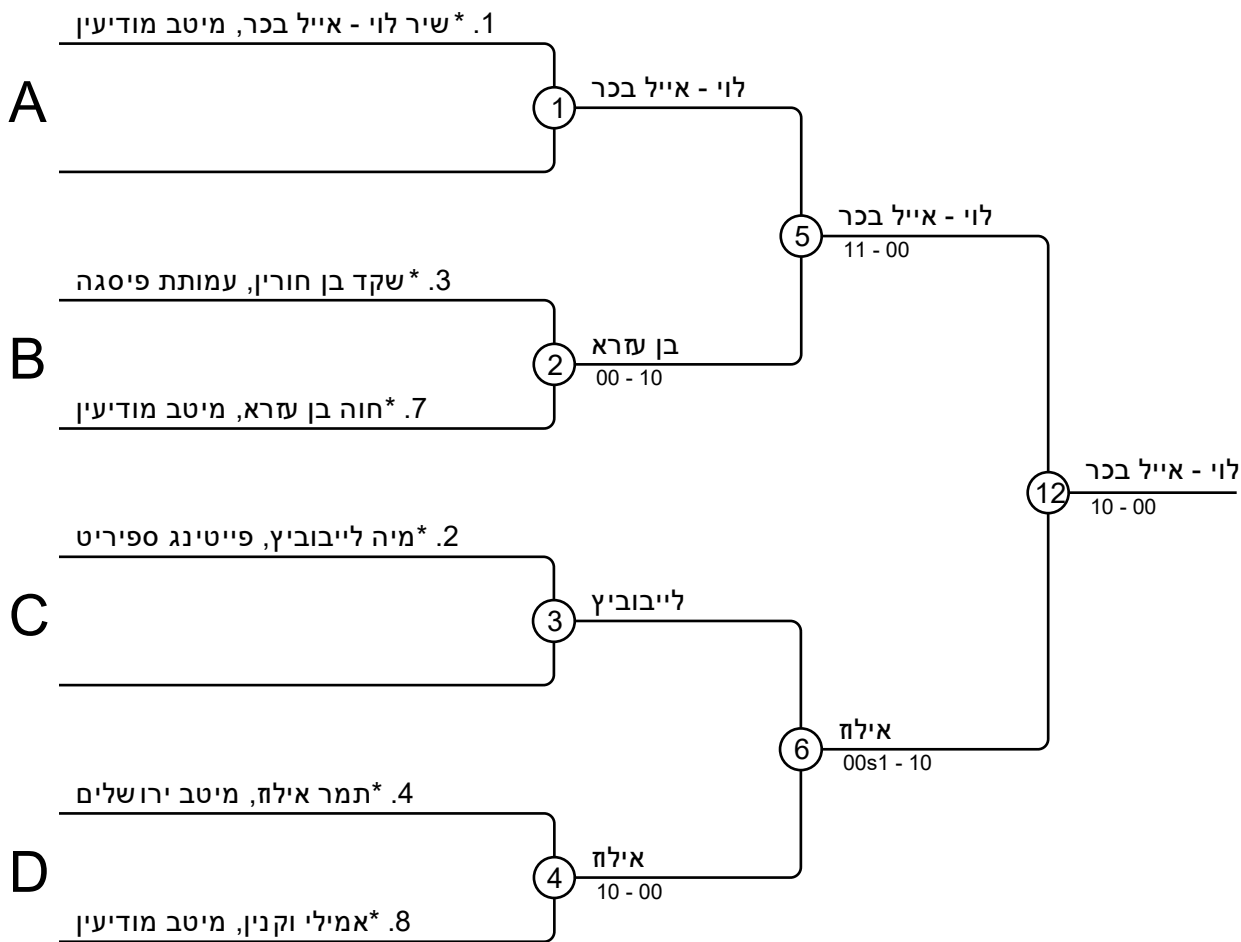 1. *שיר לוי - אייל בכר, מיטב מודיעין
A
1
לוי - אייל בכר
5
לוי - אייל בכר
11 - 00
3. *שקד בן חורין, עמותת פיסגה
B
2
בן עזרא
00 - 10
7. *חוה בן עזרא, מיטב מודיעין
12
לוי - אייל בכר
10 - 00
2. *מיה לייבוביץ, פייטינג ספיריט
C
3
לייבוביץ
6
אילוז
00s1 - 10
4. *תמר אילוז, מיטב ירושלים
D
4
אילוז
10 - 00
8. *אמילי וקנין, מיטב מודיעין